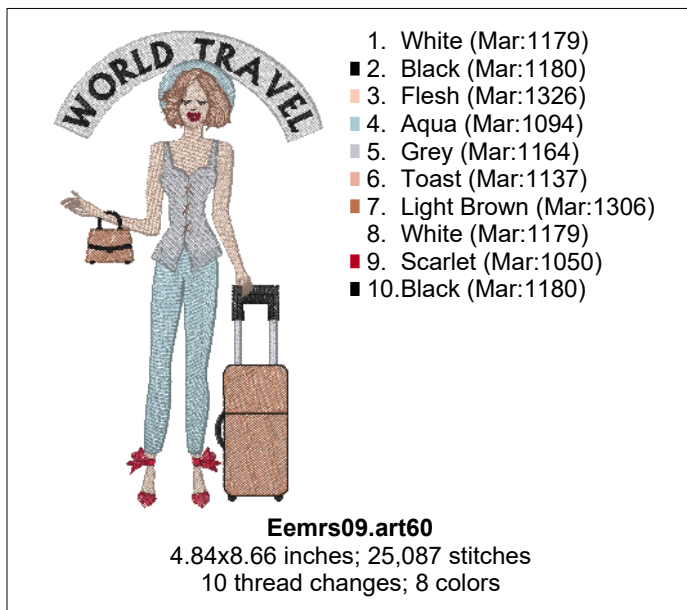 WORLD TRAVEL
1. White (Mar:1179)
2. Black (Mar:1180)
3. Flesh (Mar:1326)
4. Aqua (Mar:1094)
5. Grey (Mar:1164)
6. Toast (Mar:1137)
7. Light Brown (Mar:1306)
8. White (Mar:1179)
9. Scarlet (Mar:1050)
10.Black (Mar:1180)
Eemrs09.art60
4.84x8.66 inches; 25,087 stitches
10 thread changes; 8 colors